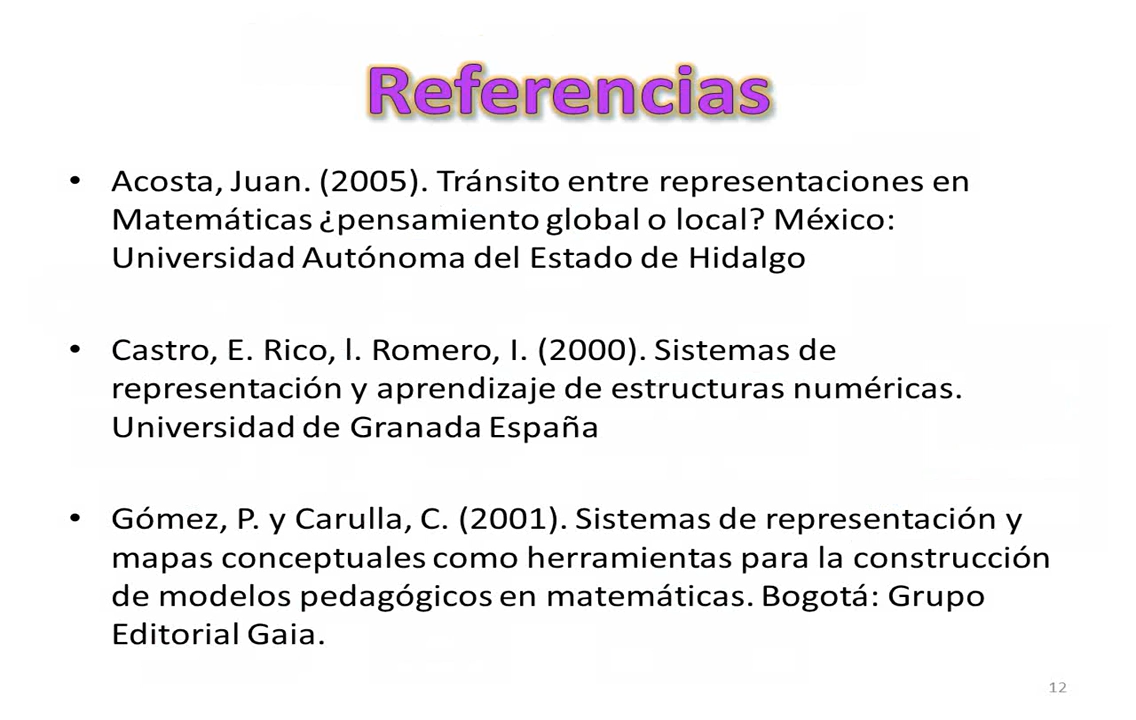 Referencias
• Acosta, Juan. (2005). Tránsito entre representaciones en
Matemáticas ¿pensamiento global o local? México:
Universidad Autónoma del Estado de Hidalgo
• Castro, E. Rico, l. Romero, I. (2000). Sistemas de
representación y aprendizaje de estructuras numéricas.
Universidad de Granada España
• Gómez, P. y Carulla, C. (2001). Sistemas de representación y
mapas conceptuales como herramientas para la construcción
de modelos pedagógicos en matemáticas. Bogotá: Grupo
Editorial Gaia.
12